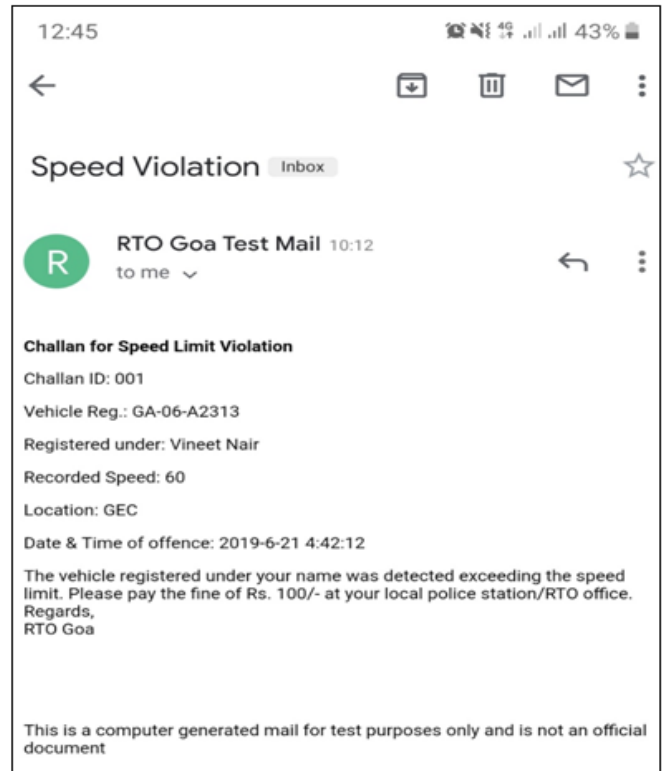 12:45 4G 43%
Speed Violation Inbox
R
RTO Goa Test Mail 10:12
to me
Challan for Speed Limit Violation
Challan ID: 001
Vehicle Reg.: GA-06-A2313
Registered under: Vineet Nair
Recorded Speed: 60
Location: GEC
Date & Time of offence: 2019-6-21 4:42:12
The vehicle registered under your name was detected exceeding the speed
limit. Please pay the fine of Rs. 100/- at your local police station/RTO office.
Regards,
RTO Goa
This is a computer generated mail for test purposes only and is not an official
document